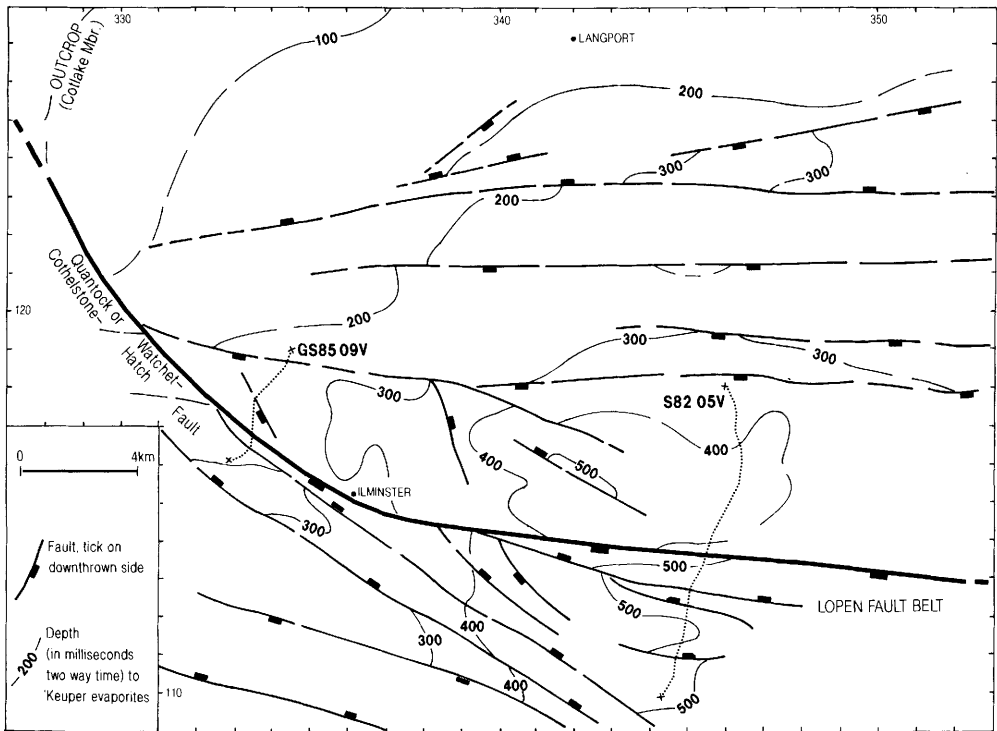 330
340
350
OUTCROP
(Cotlake Mbr.)
100
LANGPORT
200
300
300
200
Quantock or
Cothelstone–
Watchet–
Hatch
Fault
120
200
GS85 09V
300
300
300
S82 05V
400
400
500
0 4km
ILMINSTER
300
Fault, tick on
downthrown side
500
500
LOPEN FAULT BELT
400
300
200
Depth
(in milliseconds
two way time) to
'Keuper evaporites
400
500
110